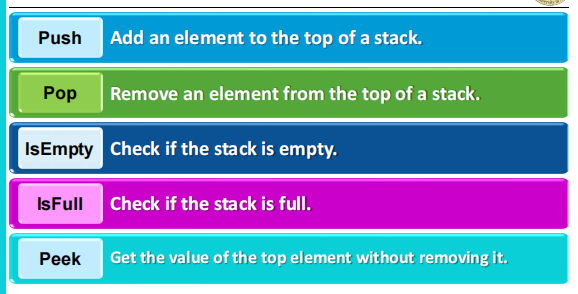 Push Add an element to the top of a stack.
Pop Remove an element from the top of a stack.
IsEmpty Check if the stack is empty.
IsFull Check if the stack is full.
Peek Get the value of the top element without removing it.